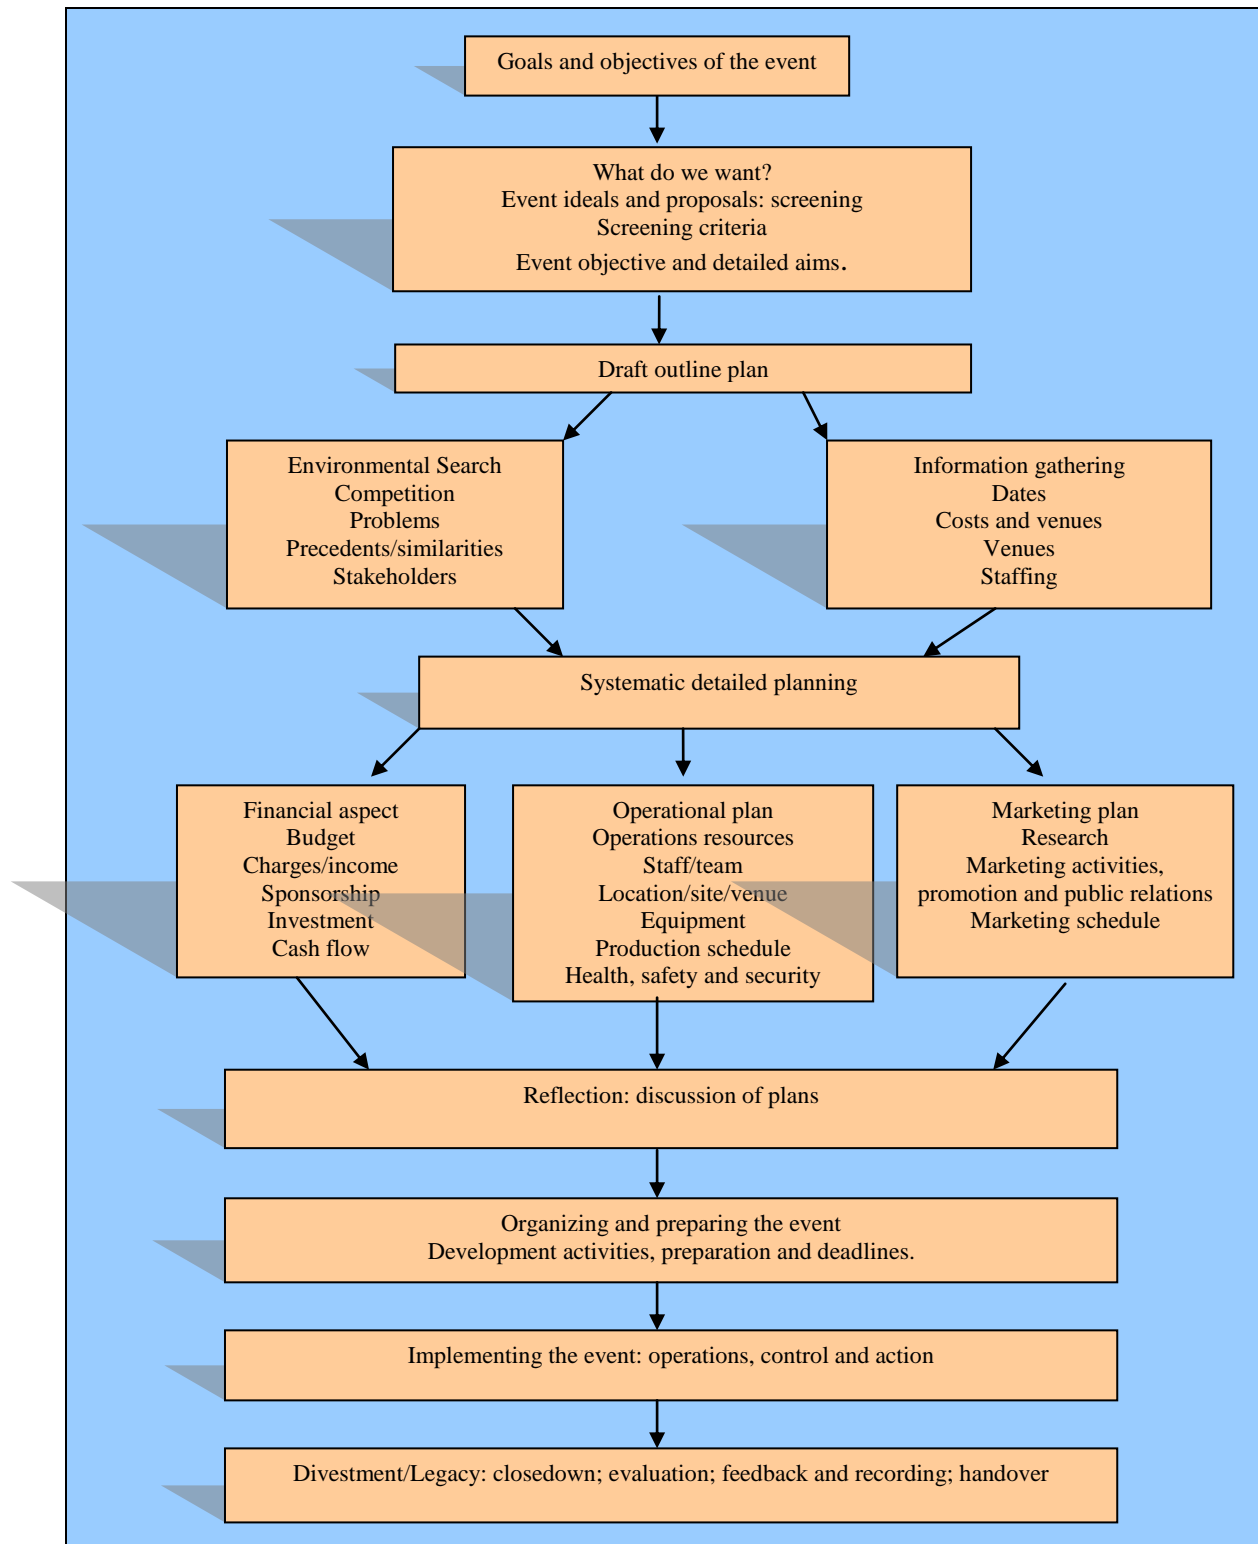 Goals and objectives of the event
What do we want?
Event ideals and proposals: screening
Screening criteria
Event objective and detailed aims.
Draft outline plan
Environmental Search
Competition
Problems
Precedents/similarities
Stakeholders
Information gathering
Dates
Costs and venues
Venues
Staffing
Systematic detailed planning
Financial aspect
Budget
Charges/income
Sponsorship
Investment
Cash flow
Operational plan
Operations resources
Staff/team
Location/site/venue
Equipment
Production schedule
Health, safety and security
Marketing plan
Research
Marketing activities,
promotion and public relations
Marketing schedule
Reflection: discussion of plans
Organizing and preparing the event
Development activities, preparation and deadlines.
Implementing the event: operations, control and action
Divestment/Legacy: closedown; evaluation; feedback and recording; handover